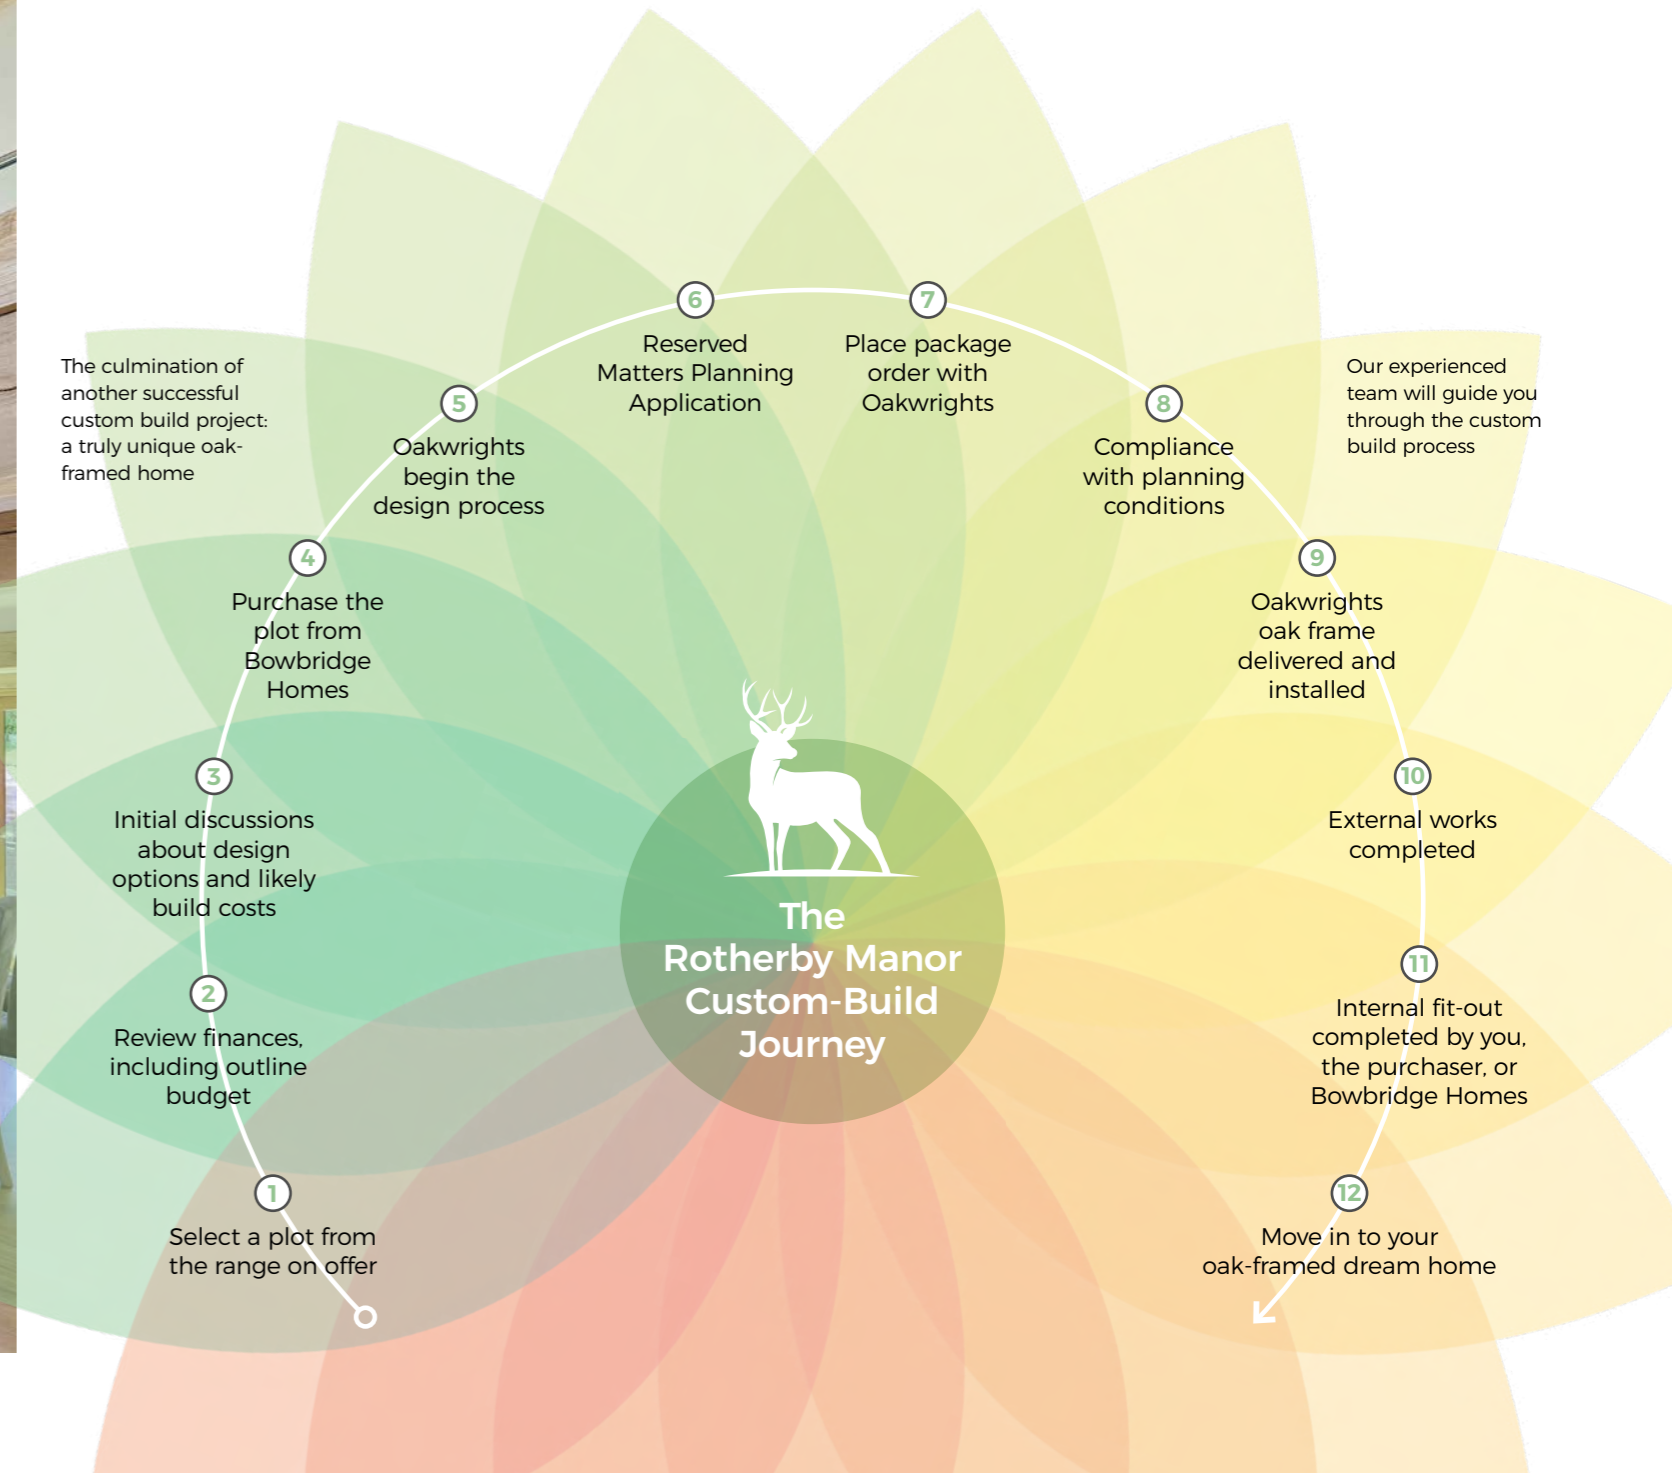 The culmination of
another successful
custom build project:
a truly unique oak-
framed home
Our experienced
team will guide you
through the custom
build process
The
Rotherby Manor
Custom-Build
Journey
1
Select a plot from
the range on offer
2
Review finances,
including outline
budget
3
Initial discussions
about design
options and likely
build costs
4
Purchase the
plot from
Bowbridge
Homes
5
Oakwrights
begin the
design process
6
Reserved
Matters Planning
Application
7
Place package
order with
Oakwrights
8
Compliance
with planning
conditions
9
Oakwrights
oak frame
delivered and
installed
10
External works
completed
11
Internal fit-out
completed by you,
the purchaser, or
Bowbridge Homes
12
Move in to your
oak-framed dream home